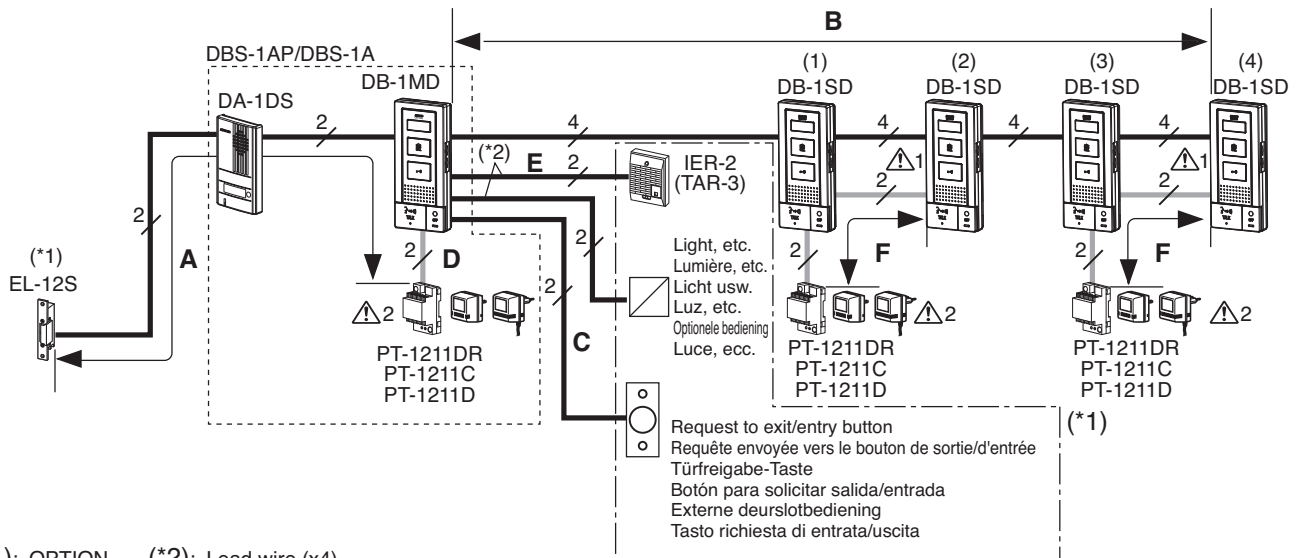 B
DBS-1AP/DBS-1A
DB-1MD
DA-1DS
(1)
DB-1SD
(2)
DB-1SD
(3)
DB-1SD
(4)
DB-1SD
2
4
4
4
4
(*2)
E
2
IER-2
(TAR-3)
⚠1
2
⚠1
2
2
A
(*1)
EL-12S
2
D
2
2
C
Light, etc.
Lumière, etc.
Licht usw.
Luz, etc.
Optionele bediening
Luce, ecc.
2
F
2
F
⚠2
⚠2
⚠2
PT-1211DR
PT-1211C
PT-1211D
PT-1211DR
PT-1211C
PT-1211D
PT-1211DR
PT-1211C
PT-1211D
(*1)
Request to exit/entry button
Requête envoyée vers le bouton de sortie/d'entrée
Türfreigabe-Taste
Botón para solicitar salida/entrada
Externe deurslotbediening
Tasto richiesta di entrata/uscita
): OPTION (*2): Lead wire (x4)